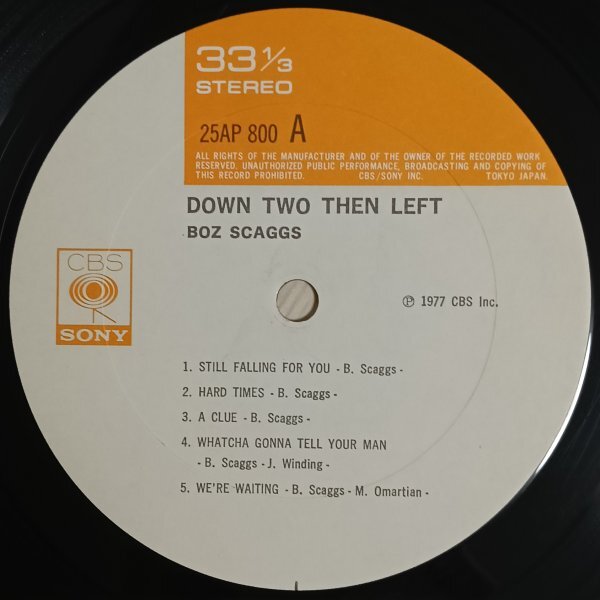 33 1/3
STEREO
25AP 800 A
ALL RIGHTS OF THE MANUFACTURER AND OF THE OWNER OF THE RECORDED WORK
RESERVED. UNAUTHORIZED PUBLIC PERFORMANCE, BROADCASTING AND COPYING OF
THIS RECORD PROHIBITED. CBS/SONY INC. TOKYO JAPAN.
DOWN TWO THEN LEFT
BOZ SCAGGS
CBS
SONY
℗ 1977 CBS Inc.
1. STILL FALLING FOR YOU - B. Scaggs -
2. HARD TIMES - B. Scaggs -
3. A CLUE - B. Scaggs -
4. WHATCHA GONNA TELL YOUR MAN
- B. Scaggs - J. Winding -
5. WE'RE WAITING - B. Scaggs - M. Omartian -